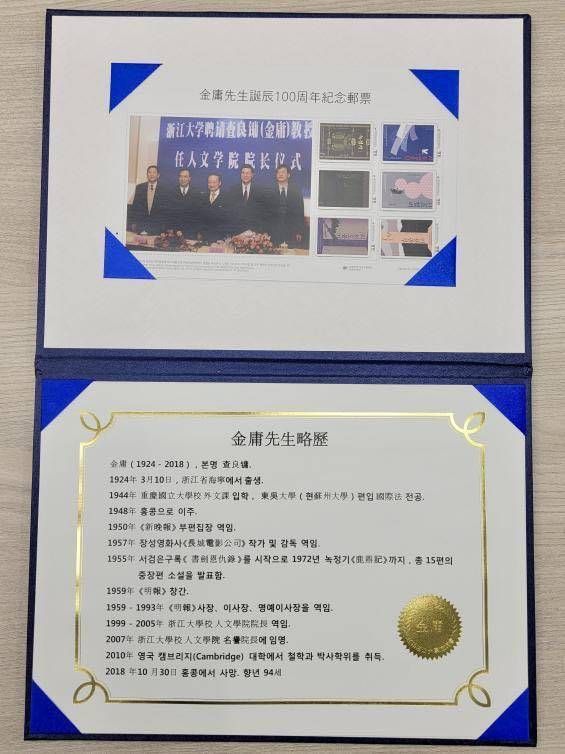 金庸先生誕辰100周年紀念郵票
浙江大学聘请查良镛(金庸)教授
任人文学院院长仪式
金庸先生略歷
金庸 (1924 - 2018) , 본명 查良鏞.
1924年 3月10日, 浙江省海寧에서 출생.
1944年 重慶國立大學校 外文課 입학, 東吳大學 (현蘇州大學) 편입 國際法 전공.
1948年 홍콩으로 이주.
1950年 《新晚報》 부편집장 역임.
1957年 장성영화사《長城電影公司》 작가 및 감독 역임.
1955年 서검은구록《 書劍恩仇錄》를 시작으로 1972년 녹정기《鹿鼎記》까지, 총 15편의
중장편 소설을 발표함.
1959年 《明報》 창간.
1959 - 1993年 《明報》사장、이사장、명예이사장을 역임.
1999 - 2005年 浙江大學校 人文學院院長 역임.
2007年 浙江大學校 人文學院 名譽院長에 임명.
2010年 영국 캠브리지(Cambridge) 대학에서 철학과 박사학위를 취득.
2018 年 10 月 30日 홍콩에서 사망. 향년 94세
金庸